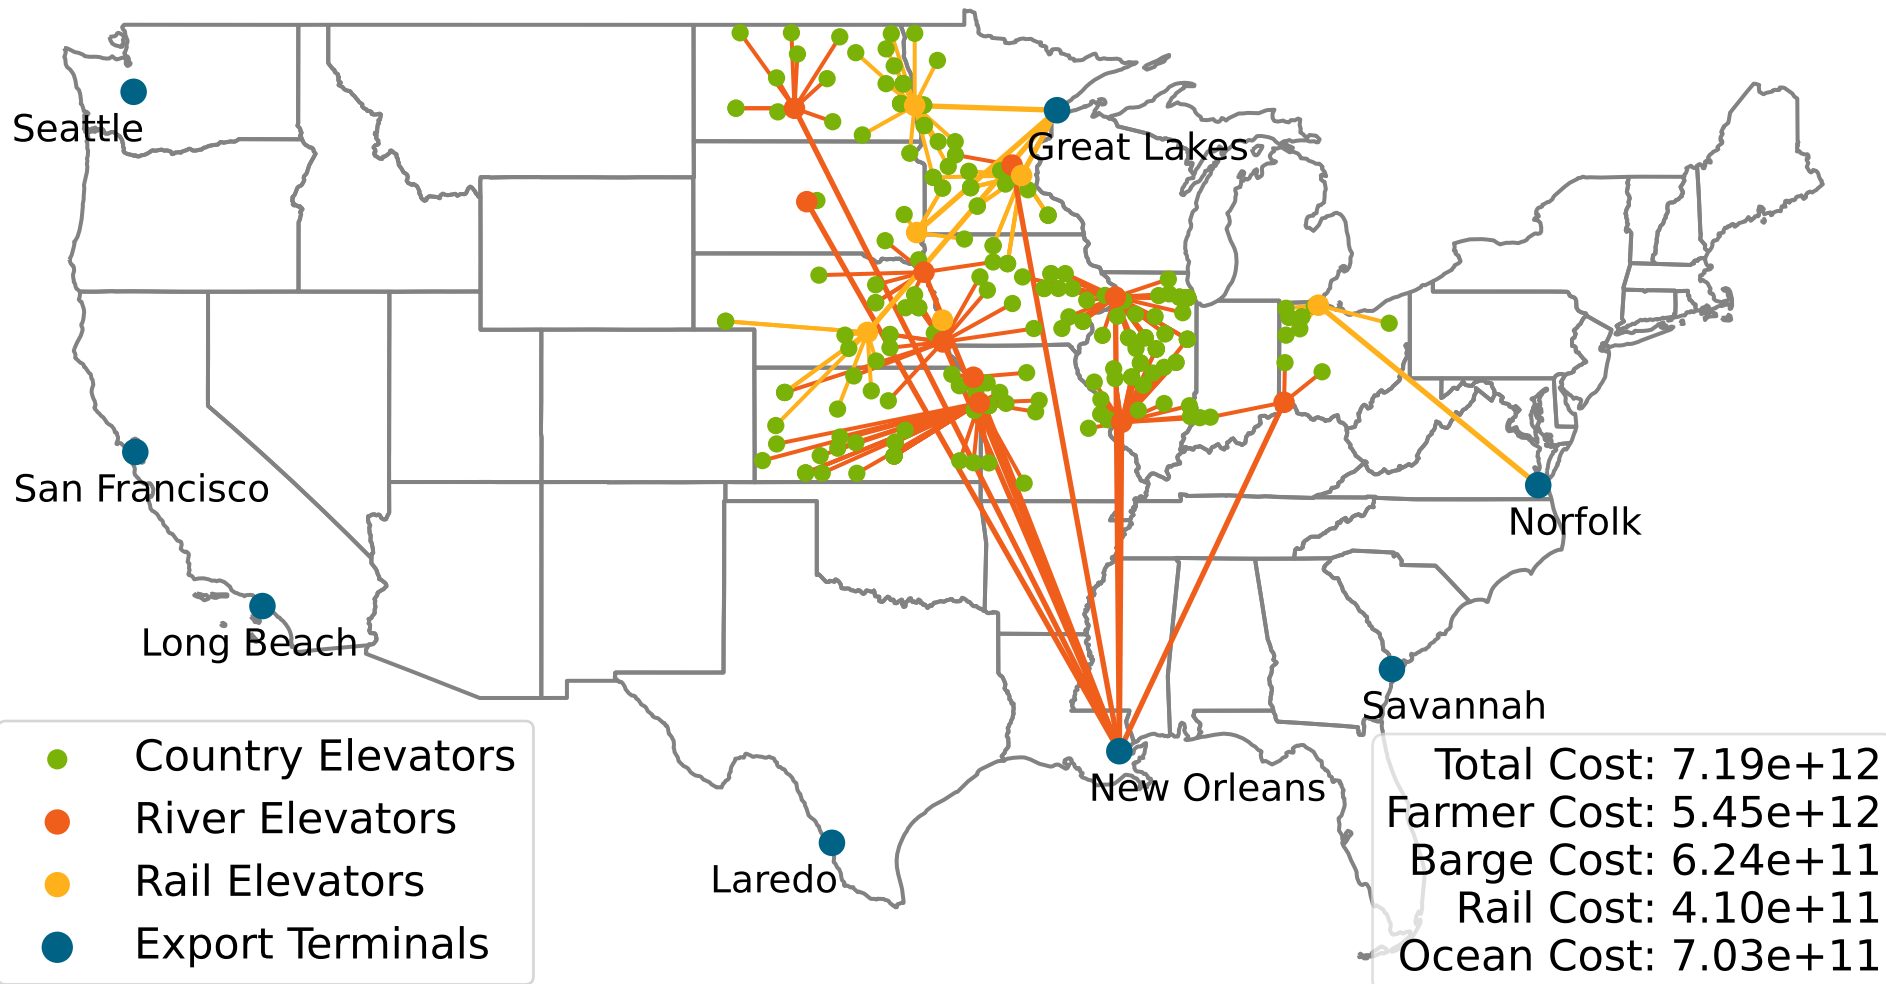 Seattle
Great Lakes
San Francisco
Norfolk
Long Beach
Savannah
New Orleans
Laredo
Country Elevators
River Elevators
Rail Elevators
Export Terminals
Total Cost: 7.19e+12
Farmer Cost: 5.45e+12
Barge Cost: 6.24e+11
Rail Cost: 4.10e+11
Ocean Cost: 7.03e+11